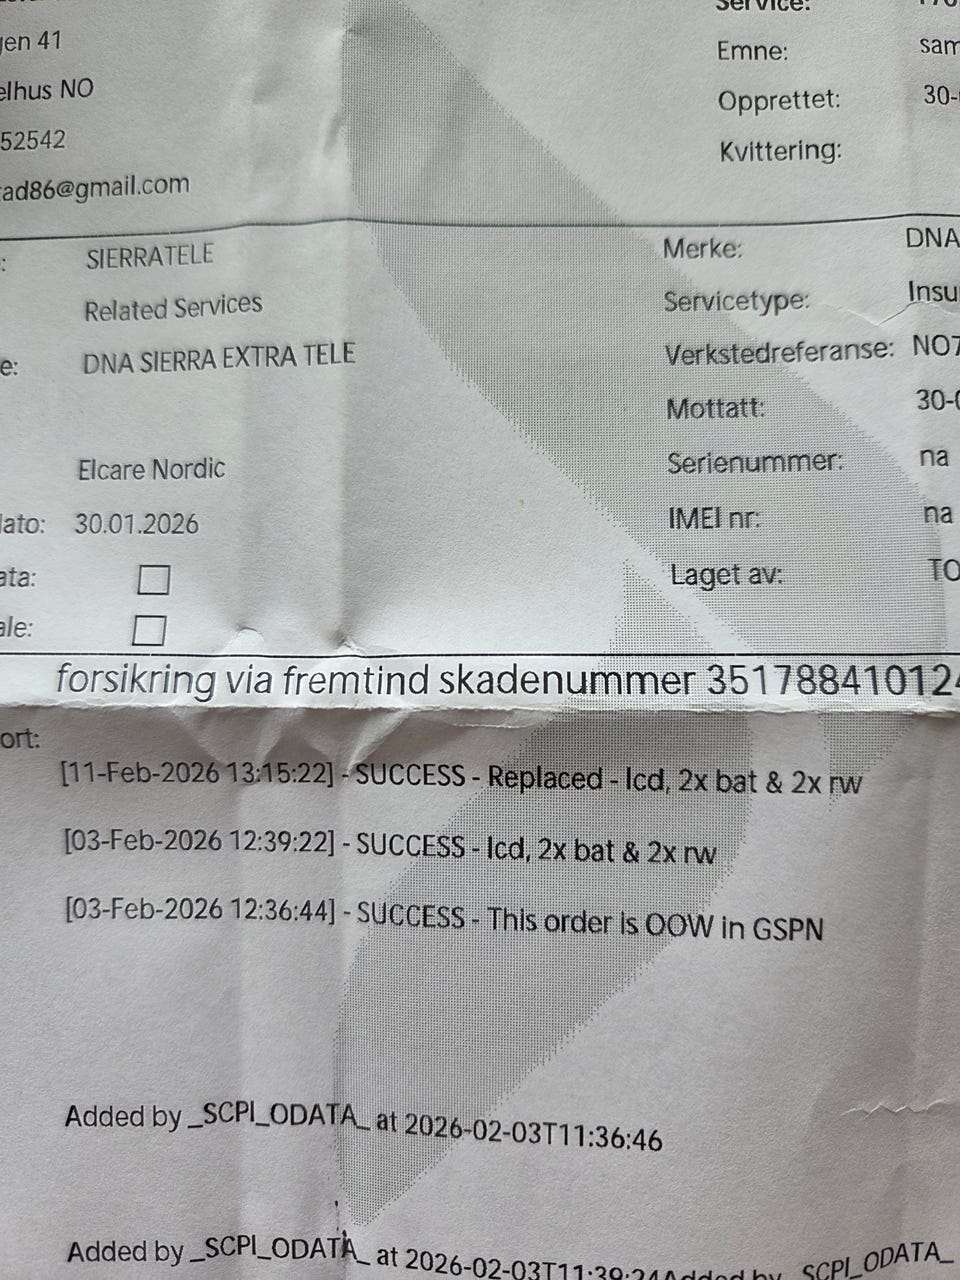 Service:
gen 41
Emne: sam
elhus NO
Opprettet: 30-
52542
Kvittering:
tad86@gmail.com
: SIERRATELE
Merke: DNA
Related Services
Servicetype: Insu
e: DNA SIERRA EXTRA TELE
Verkstedreferanse: NO7
Mottatt: 30-0
Elcare Nordic
Serienummer: na
lato: 30.01.2026
IMEI nr: na
ata:
Laget av: TO
ale:
forsikring via fremtind skadenummer 351788410124
ort:
[11-Feb-2026 13:15:22] - SUCCESS - Replaced - lcd, 2x bat & 2x rw
[03-Feb-2026 12:39:22] - SUCCESS - lcd, 2x bat & 2x rw
[03-Feb-2026 12:36:44] - SUCCESS - This order is OOW in GSPN
Added by _SCPI_ODATA_ at 2026-02-03T11:36:46
Added by _SCPI_ODATA_ at 2026-02-03T11:39:24Added by _SCPI_ODATA_